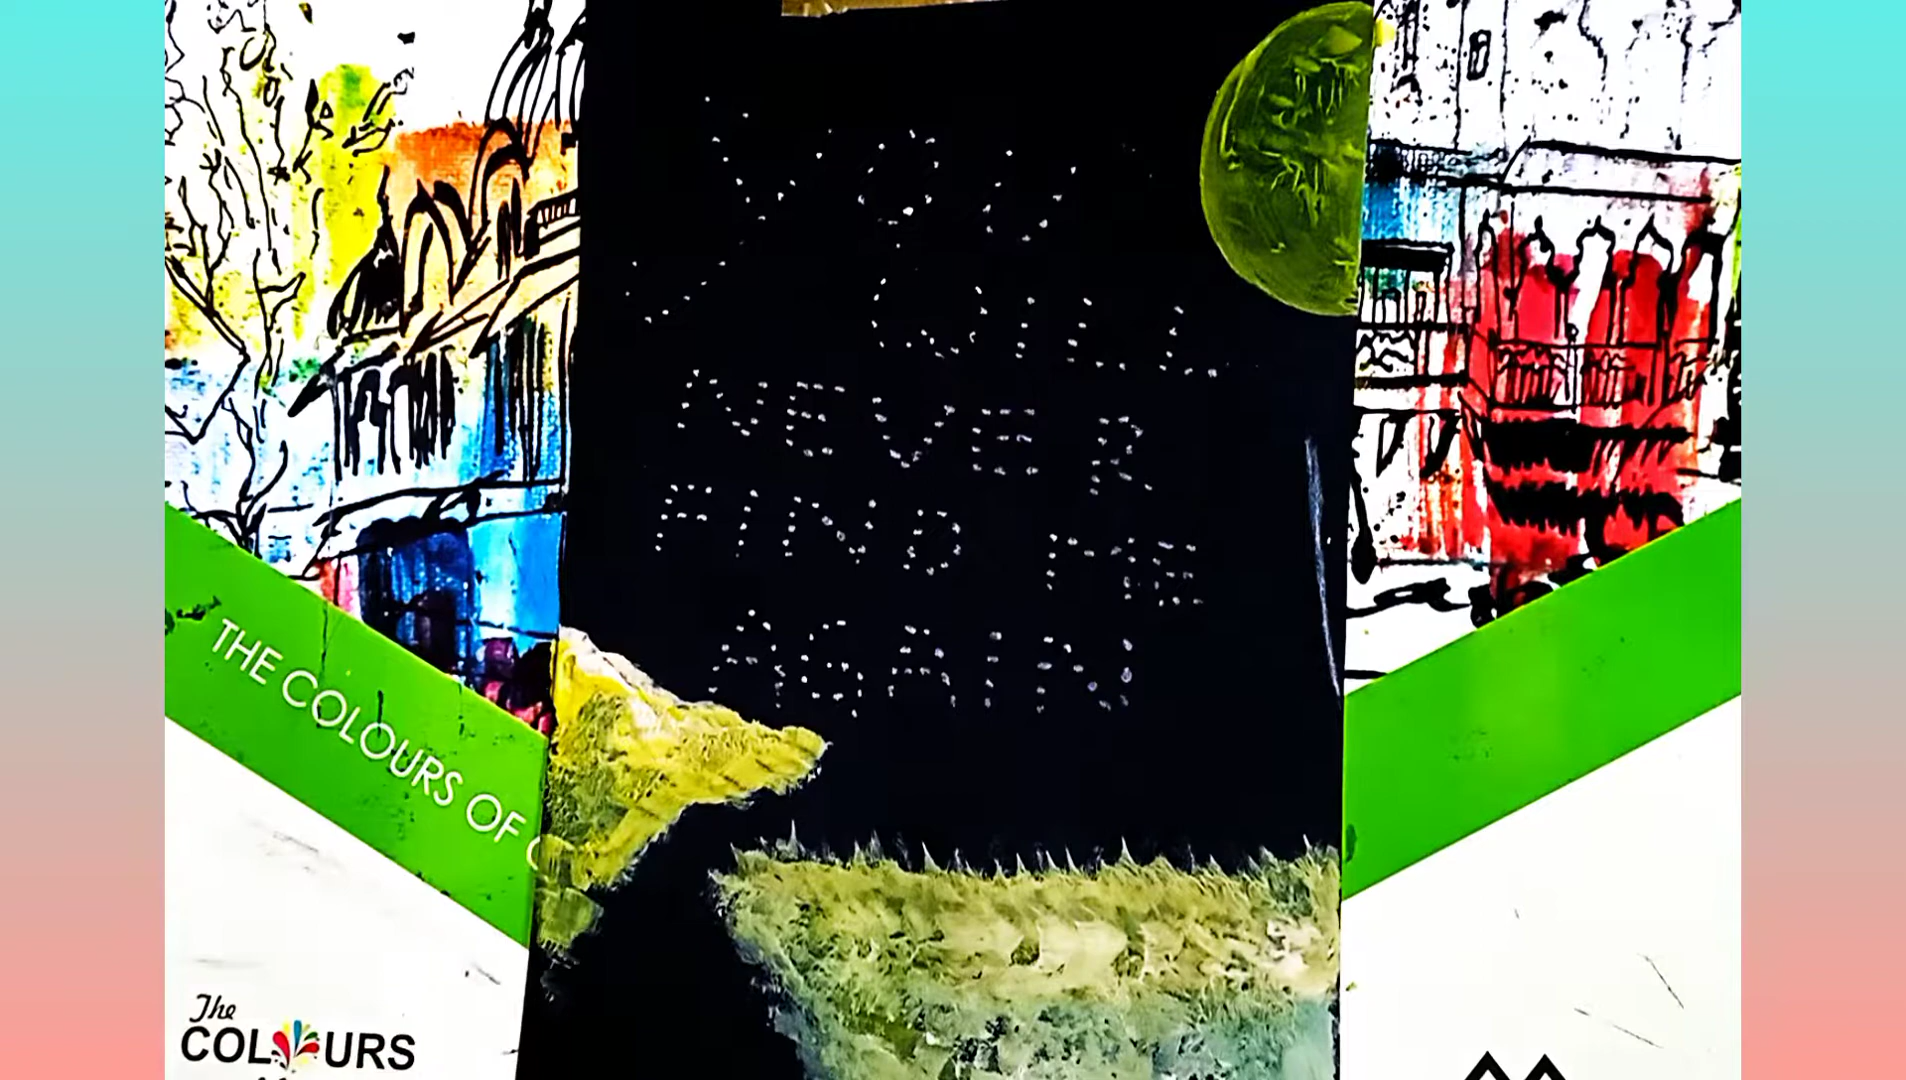 YOU
WILL
NEVER
FIND ME
AGAIN
THE COLOURS OF
The
COLOURS